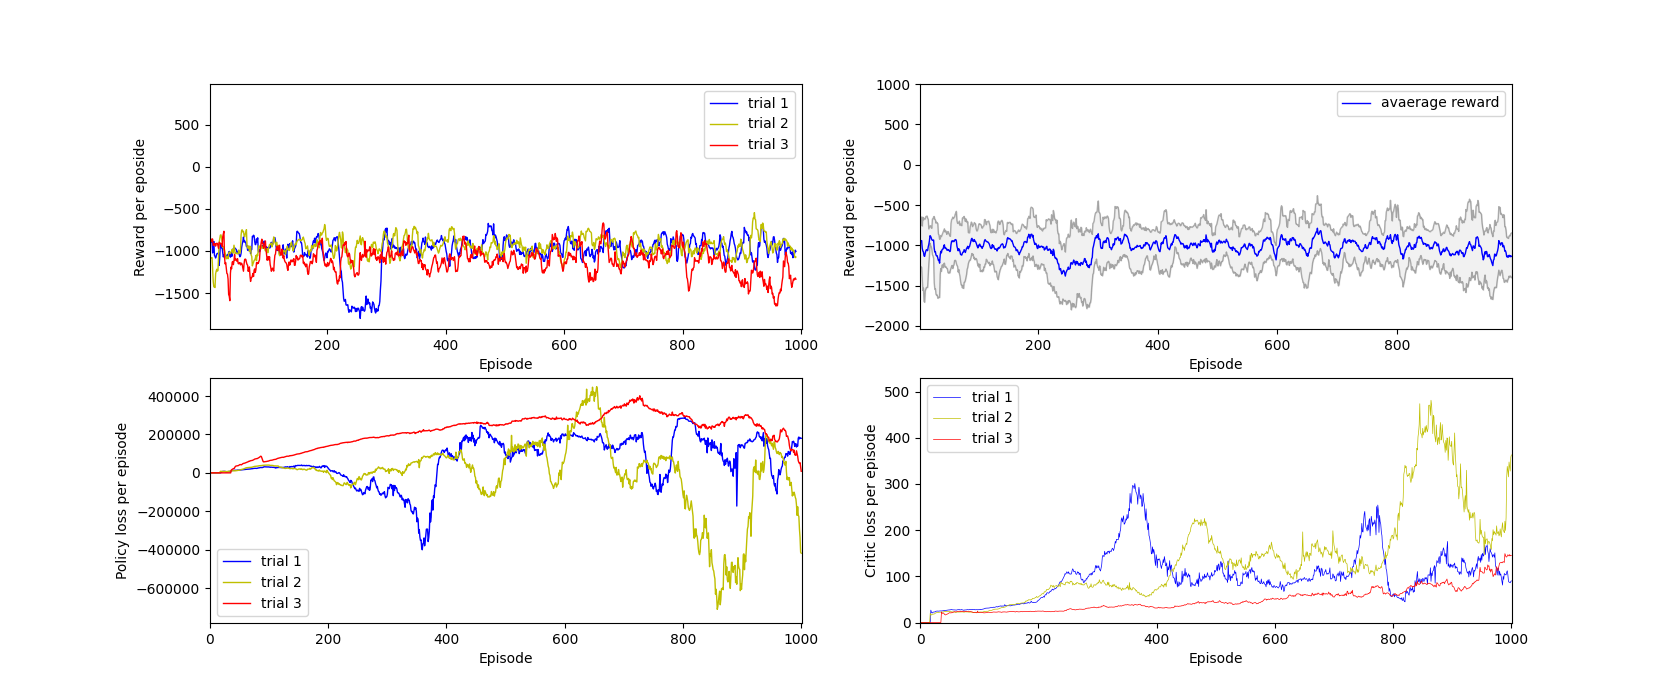 trial 1
trial 2
trial 3
500
0
−500
−1000
−1500
Reward per eposide
200
400
600
800
1000
Episode
avaerage reward
1000
500
0
−500
−1000
−1500
−2000
Reward per eposide
200
400
600
800
Episode
400000
200000
0
−200000
−400000
−600000
Policy loss per episode
trial 1
trial 2
trial 3
0
200
400
600
800
1000
Episode
trial 1
trial 2
trial 3
500
400
300
200
100
0
Critic loss per episode
0
200
400
600
800
1000
Episode